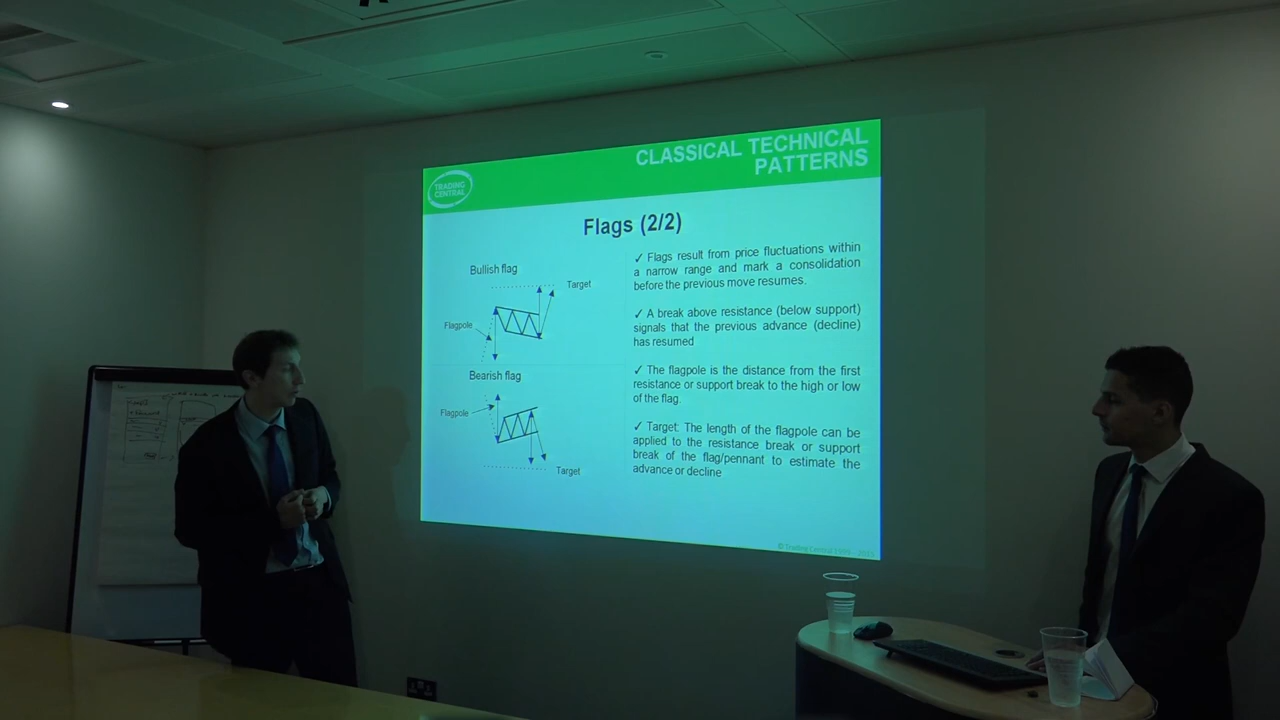 CLASSICAL TECHNICAL
PATTERNS
TRADING
CENTRAL
Flags (2/2)
Bullish flag
Target
Flagpole
Bearish flag
Flagpole
Target
✓ Flags result from price fluctuations within
a narrow range and mark a consolidation
before the previous move resumes.
✓ A break above resistance (below support)
signals that the previous advance (decline)
has resumed
✓ The flagpole is the distance from the first
resistance or support break to the high or low
of the flag.
✓ Target: The length of the flagpole can be
applied to the resistance break or support
break of the flag/pennant to estimate the
advance or decline
© Trading Central 1999 - 2013